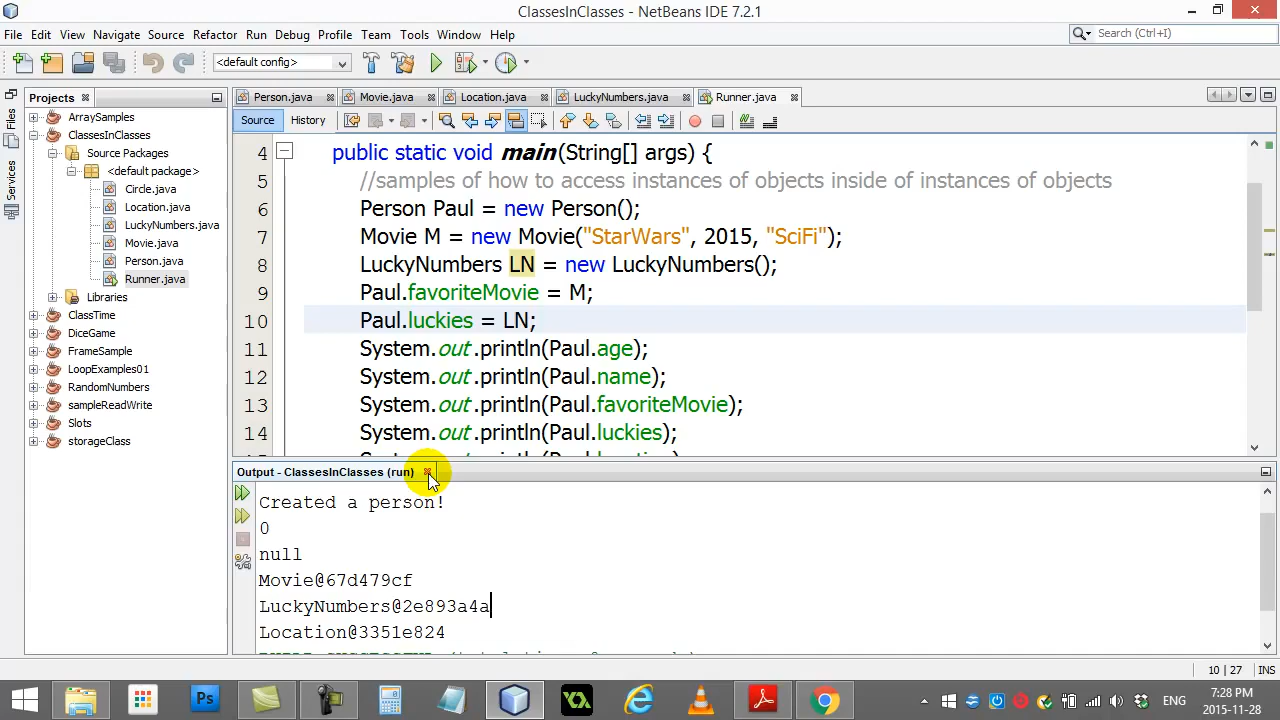 ClassesInClasses - NetBeans IDE 7.2.1
File Edit View Navigate Source Refactor Run Debug Profile Team Tools Window Help
Search (Ctrl+I)
<default config>
Files
Services
Projects
ArraySamples
ClassesInClasses
Source Packages
<default package>
Circle.java
Location.java
LuckyNumbers.java
Movie.java
Person.java
Runner.java
Libraries
ClassTime
DiceGame
FrameSample
LoopExamples01
RandomNumbers
sampleReadWrite
Slots
storageClass
Person.java Movie.java Location.java LuckyNumbers.java Runner.java
Source History
4 public static void main(String[] args) {
5 //samples of how to access instances of objects inside of instances of objects
6 Person Paul = new Person();
7 Movie M = new Movie("StarWars", 2015, "SciFi");
8 LuckyNumbers LN = new LuckyNumbers();
9 Paul.favoriteMovie = M;
10 Paul.luckies = LN;
11 System.out.println(Paul.age);
12 System.out.println(Paul.name);
13 System.out.println(Paul.favoriteMovie);
14 System.out.println(Paul.luckies);
Output - ClassesInClasses (run)
Created a person!
0
null
Movie@67d479cf
LuckyNumbers@2e893a4a
Location@3351e824
10 | 27 INS
Ps
ENG
7:28 PM
2015-11-28